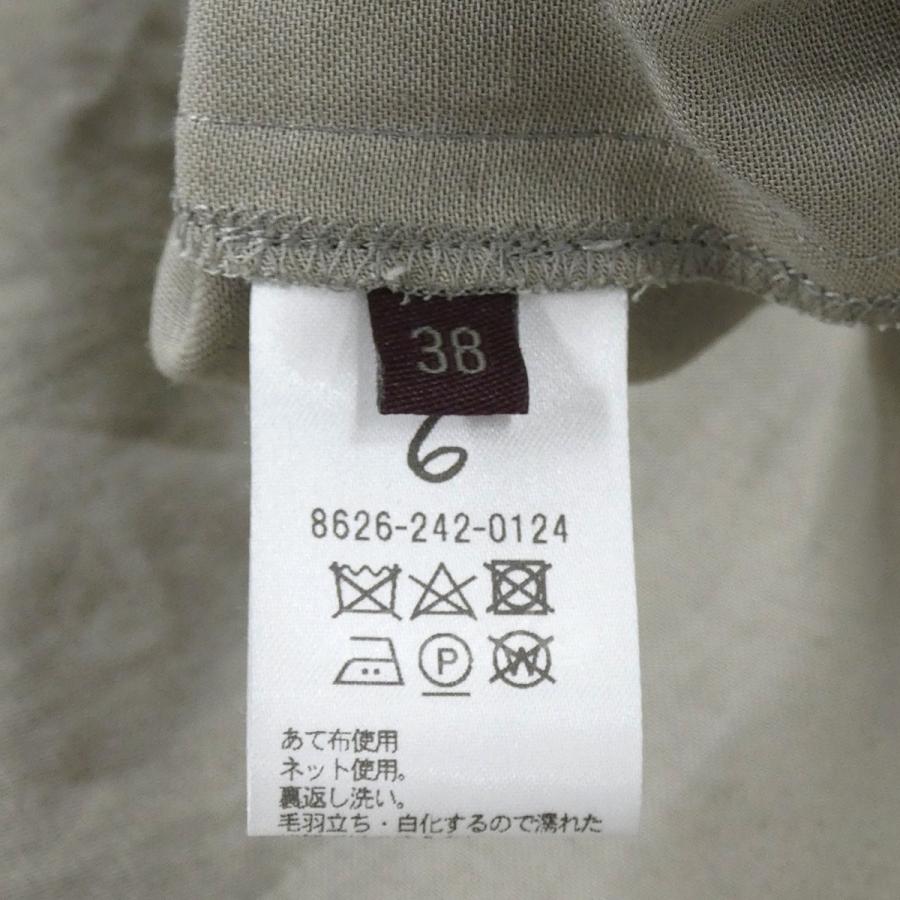 38
6
8626-242-0124
P
W
あて布使用
ネット使用。
裏返し洗い。
毛羽立ち・白化するので濡れた